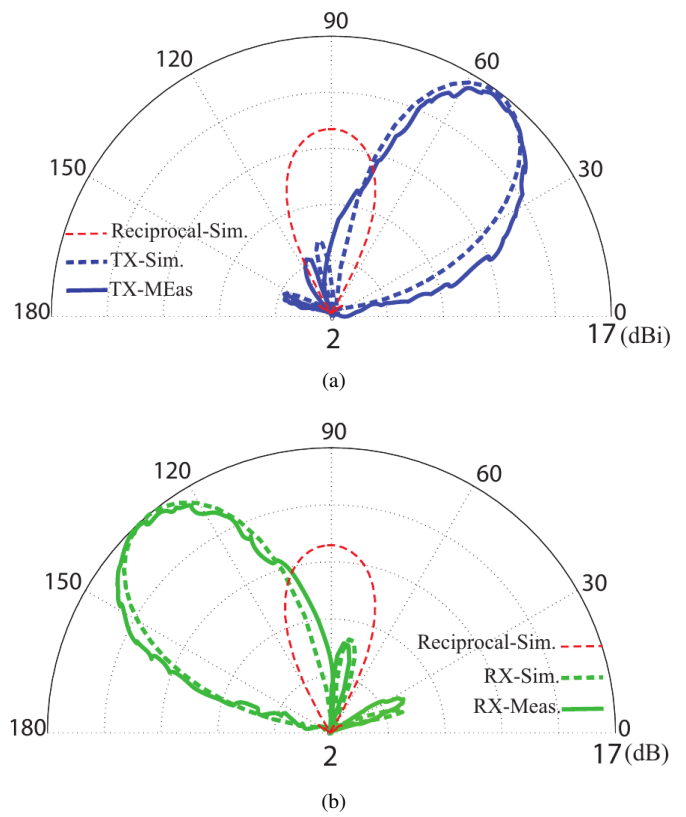 90
120
60
150
30
Reciprocal-Sim.
TX-Sim.
TX-MEas
180
0
2
17 (dBi)
(a)
90
120
60
150
30
Reciprocal-Sim.
RX-Sim.
RX-Meas.
180
0
2
17 (dB)
(b)